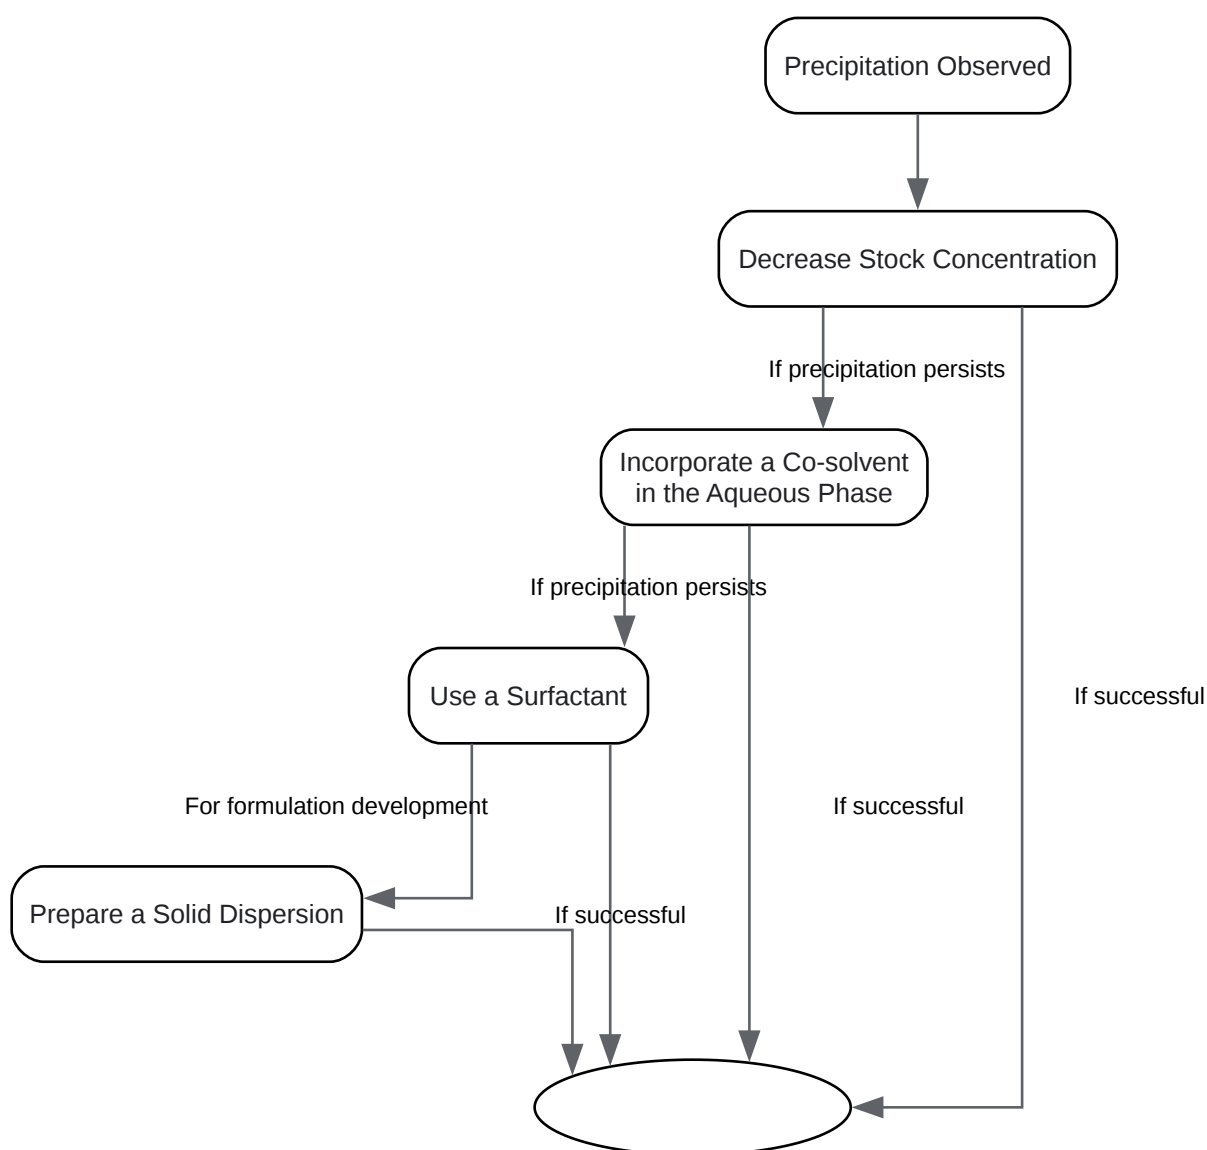 Precipitation Observed
Decrease Stock Concentration
If precipitation persists
Incorporate a Co-solvent
in the Aqueous Phase
If precipitation persists
Use a Surfactant
If successful
For formulation development
If successful
Prepare a Solid Dispersion
If successful